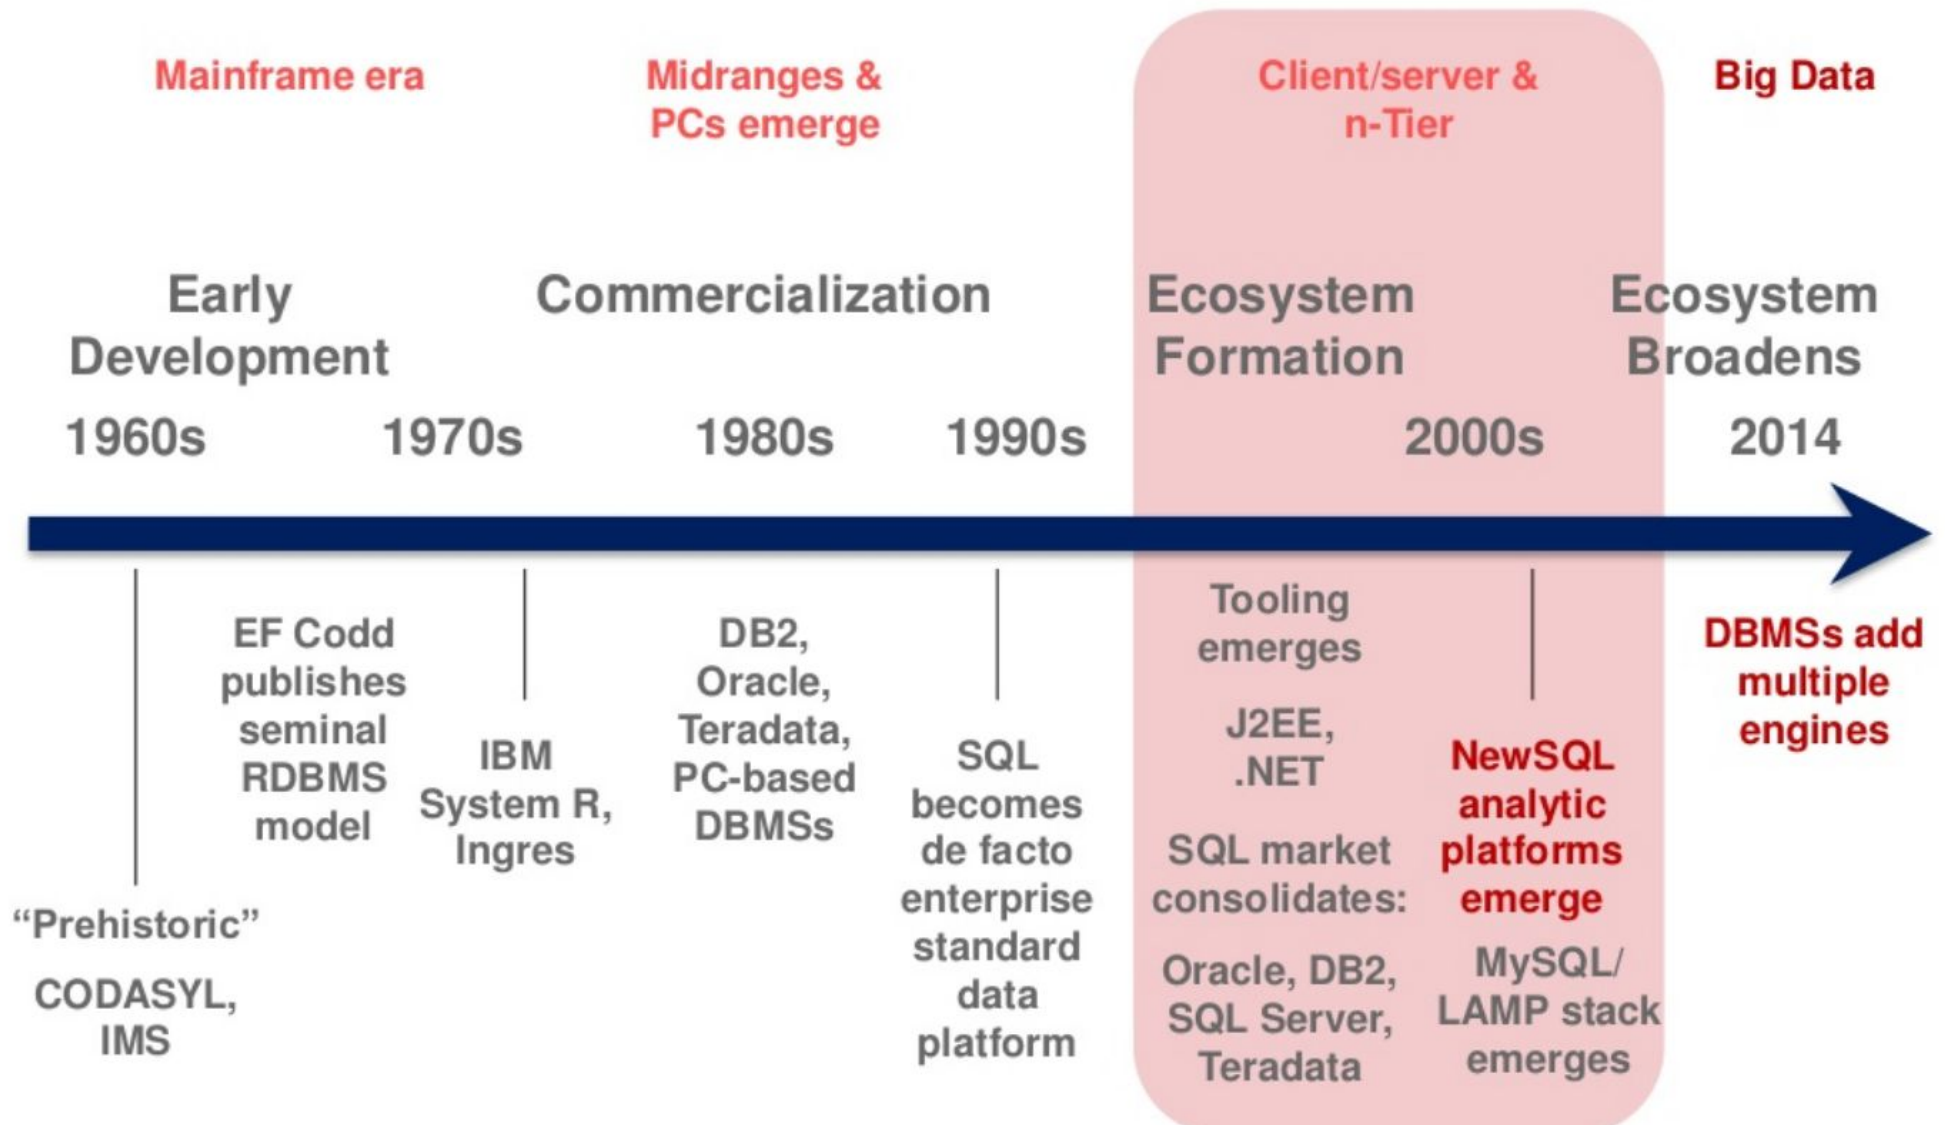 Mainframe era
Midranges &
PCs emerge
Client/server &
n-Tier
Big Data
Early
Development
Commercialization
Ecosystem
Formation
Ecosystem
Broadens
1960s
1970s
1980s
1990s
2000s
2014
“Prehistoric”
CODASYL,
IMS
EF Codd
publishes
seminal
RDBMS
model
IBM
System R,
Ingres
DB2,
Oracle,
Teradata,
PC-based
DBMSs
SQL
becomes
de facto
enterprise
standard
data
platform
Tooling
emerges
J2EE,
.NET
SQL market
consolidates:
Oracle, DB2,
SQL Server,
Teradata
NewSQL
analytic
platforms
emerge
MySQL/
LAMP stack
emerges
DBMSs add
multiple
engines